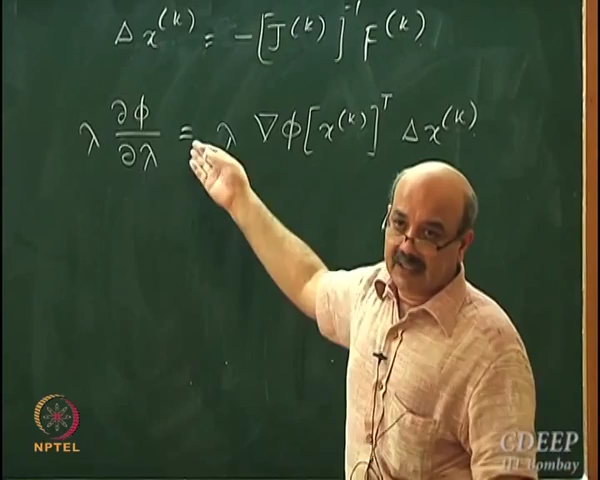 Δx^(k) = -[J^(k)]^-1 F^(k)
λ ∂φ/∂λ = λ ∇φ[x^(k)]^T Δx^(k)
NPTEL
CDEEP
IIT Bombay